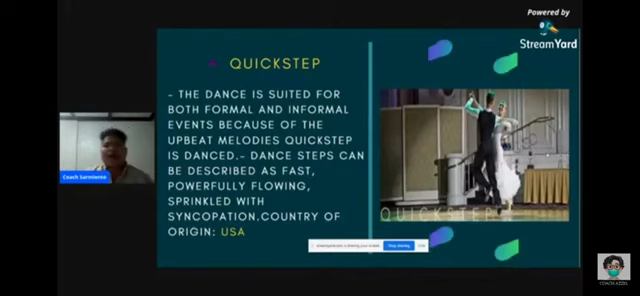 Powered by
StreamYard
QUICKSTEP
- THE DANCE IS SUITED FOR
BOTH FORMAL AND INFORMAL
EVENTS BECAUSE OF THE
UPBEAT MELODIES QUICKSTEP
IS DANCED.- DANCE STEPS CAN
BE DESCRIBED AS FAST,
POWERFULLY FLOWING,
SPRINKLED WITH
SYNCOPATION.COUNTRY OF
ORIGIN: USA
Coach Sarmiento
QUICKSTEP
Stop sharing
COACH AZZEL